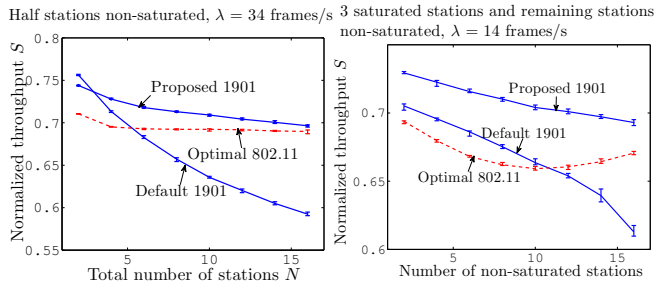 Half stations non-saturated, λ = 34 frames/s
Normalized throughput S
0.8
0.75
0.7
0.65
0.6
0.55
Proposed 1901
Optimal 802.11
Default 1901
5
10
15
Total number of stations N
3 saturated stations and remaining stations
non-saturated, λ = 14 frames/s
Normalized throughput S
0.7
0.65
0.6
Proposed 1901
Default 1901
Optimal 802.11
5
10
15
Number of non-saturated stations